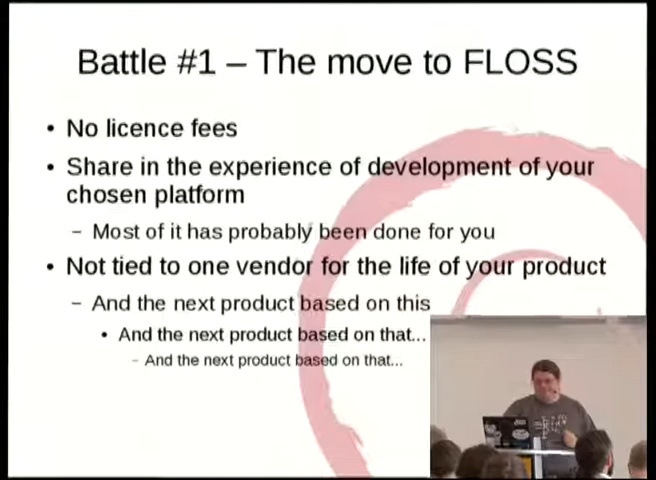 Battle #1 – The move to FLOSS
• No licence fees
• Share in the experience of development of your
chosen platform
– Most of it has probably been done for you
• Not tied to one vendor for the life of your product
– And the next product based on this
• And the next product based on that...
– And the next product based on that...